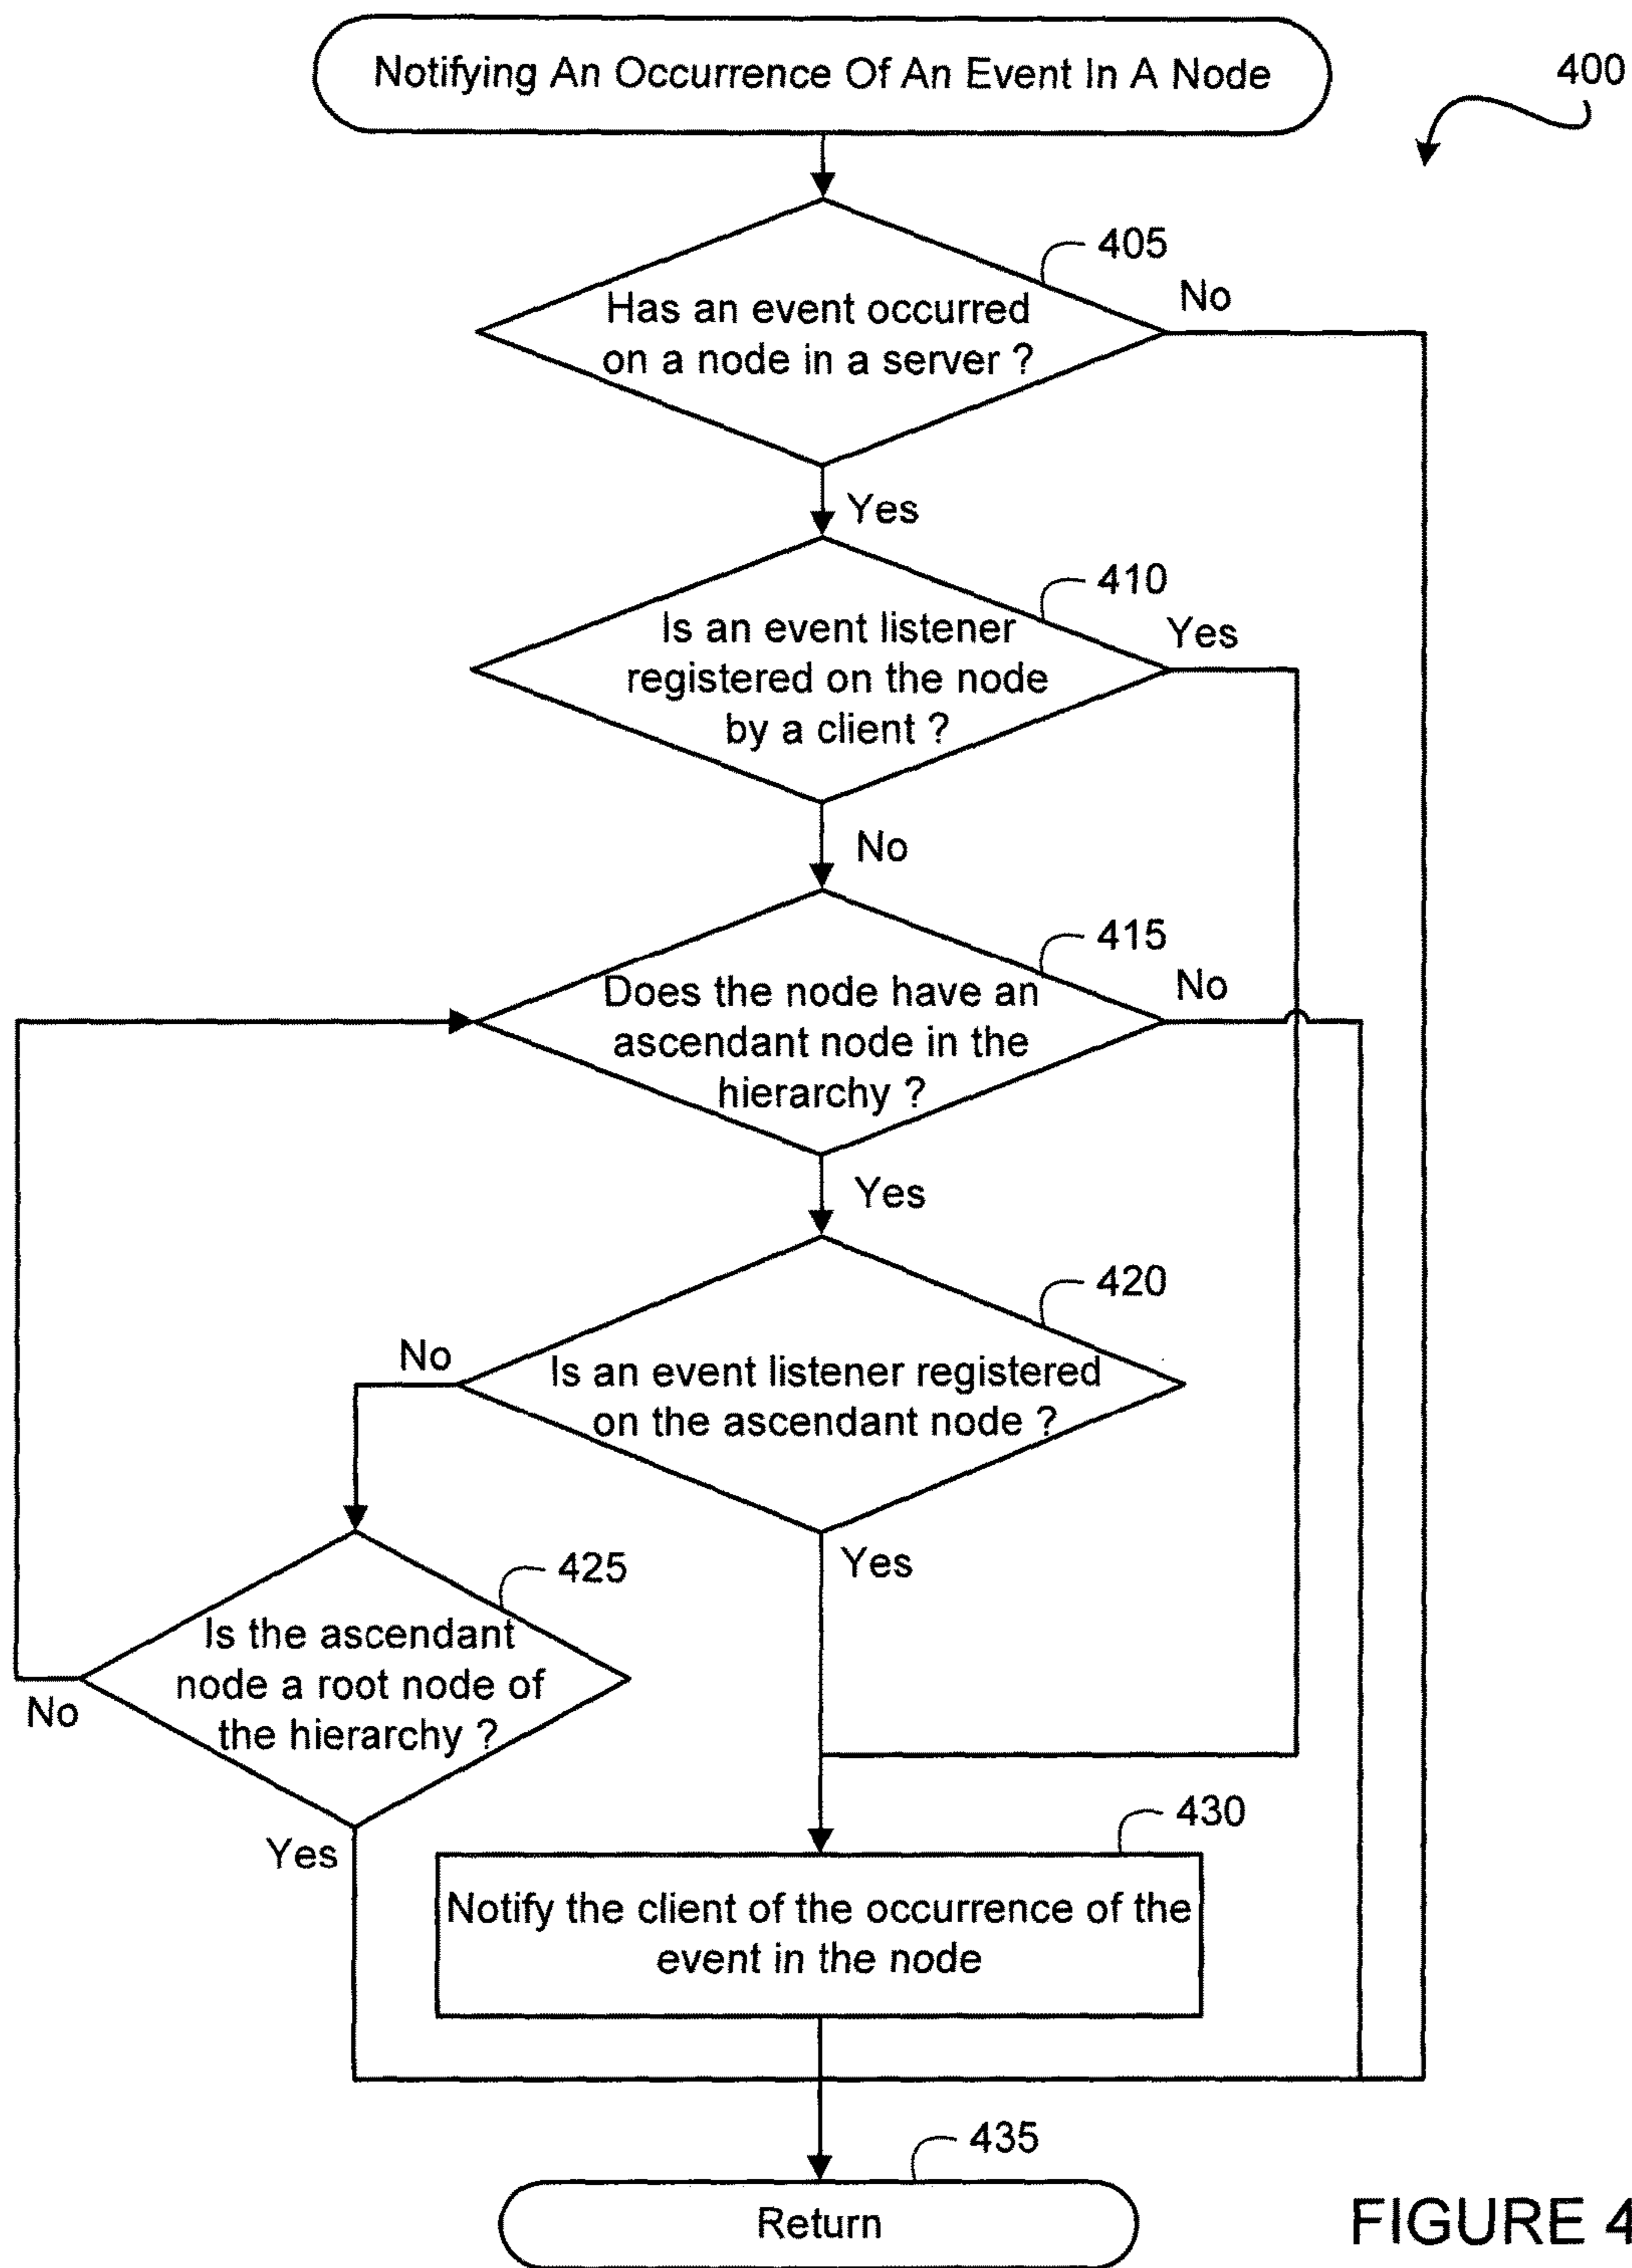 Notifying An Occurrence Of An Event In A Node
400
405
Has an event occurred
on a node in a server ?
No
Yes
410
Is an event listener
registered on the node
by a client ?
Yes
No
415
Does the node have an
ascendant node in the
hierarchy ?
No
Yes
420
No
Is an event listener registered
on the ascendant node ?
Yes
425
Is the ascendant
node a root node of
the hierarchy ?
No
Yes
430
Notify the client of the occurrence of the
event in the node
435
Return
FIGURE 4